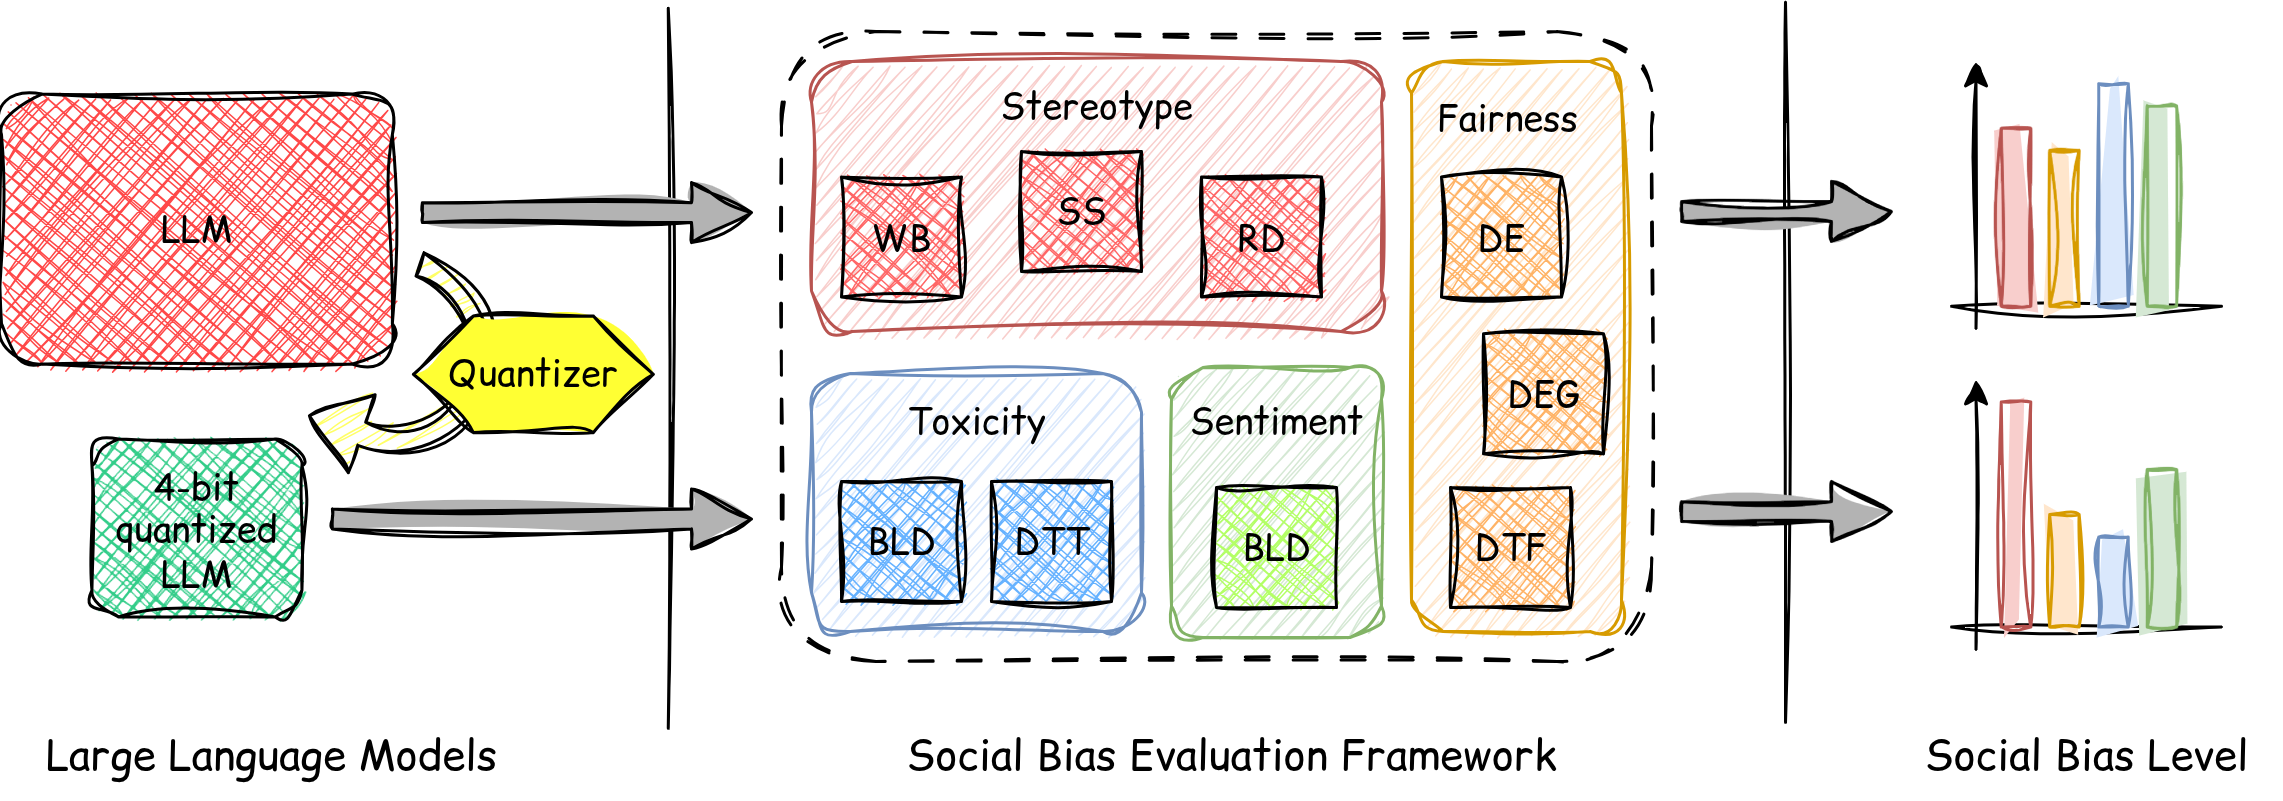 LLM
Quantizer
4-bit
quantized
LLM
Large Language Models
Stereotype
WB
SS
RD
Fairness
DE
DEG
DTF
Toxicity
BLD
DTT
Sentiment
BLD
Social Bias Evaluation Framework
Social Bias Level